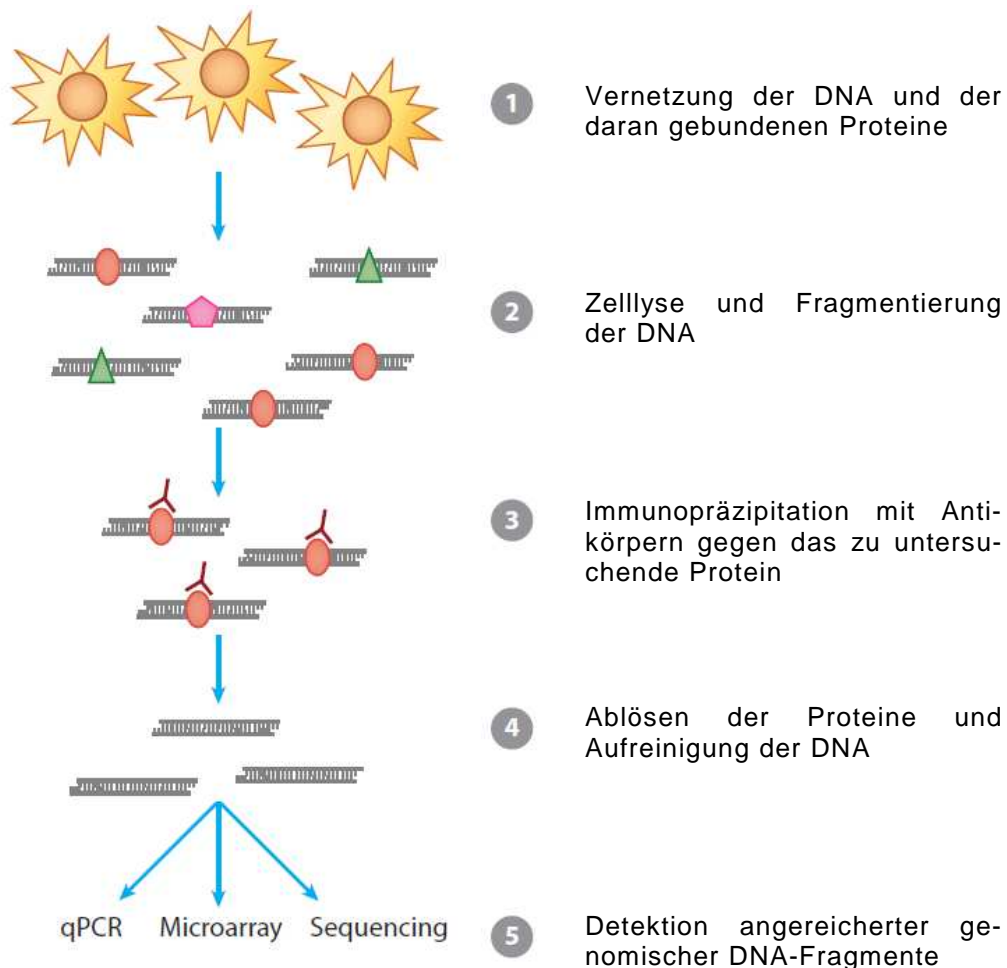 1
Vernetzung der DNA und der
daran gebundenen Proteine
2
Zelllyse und Fragmentierung
der DNA
3
Immunopräzipitation mit Anti-
körpern gegen das zu untersu-
chende Protein
4
Ablösen der Proteine und
Aufreinigung der DNA
qPCR Microarray Sequencing
5
Detektion angereicherter ge-
nomischer DNA-Fragmente